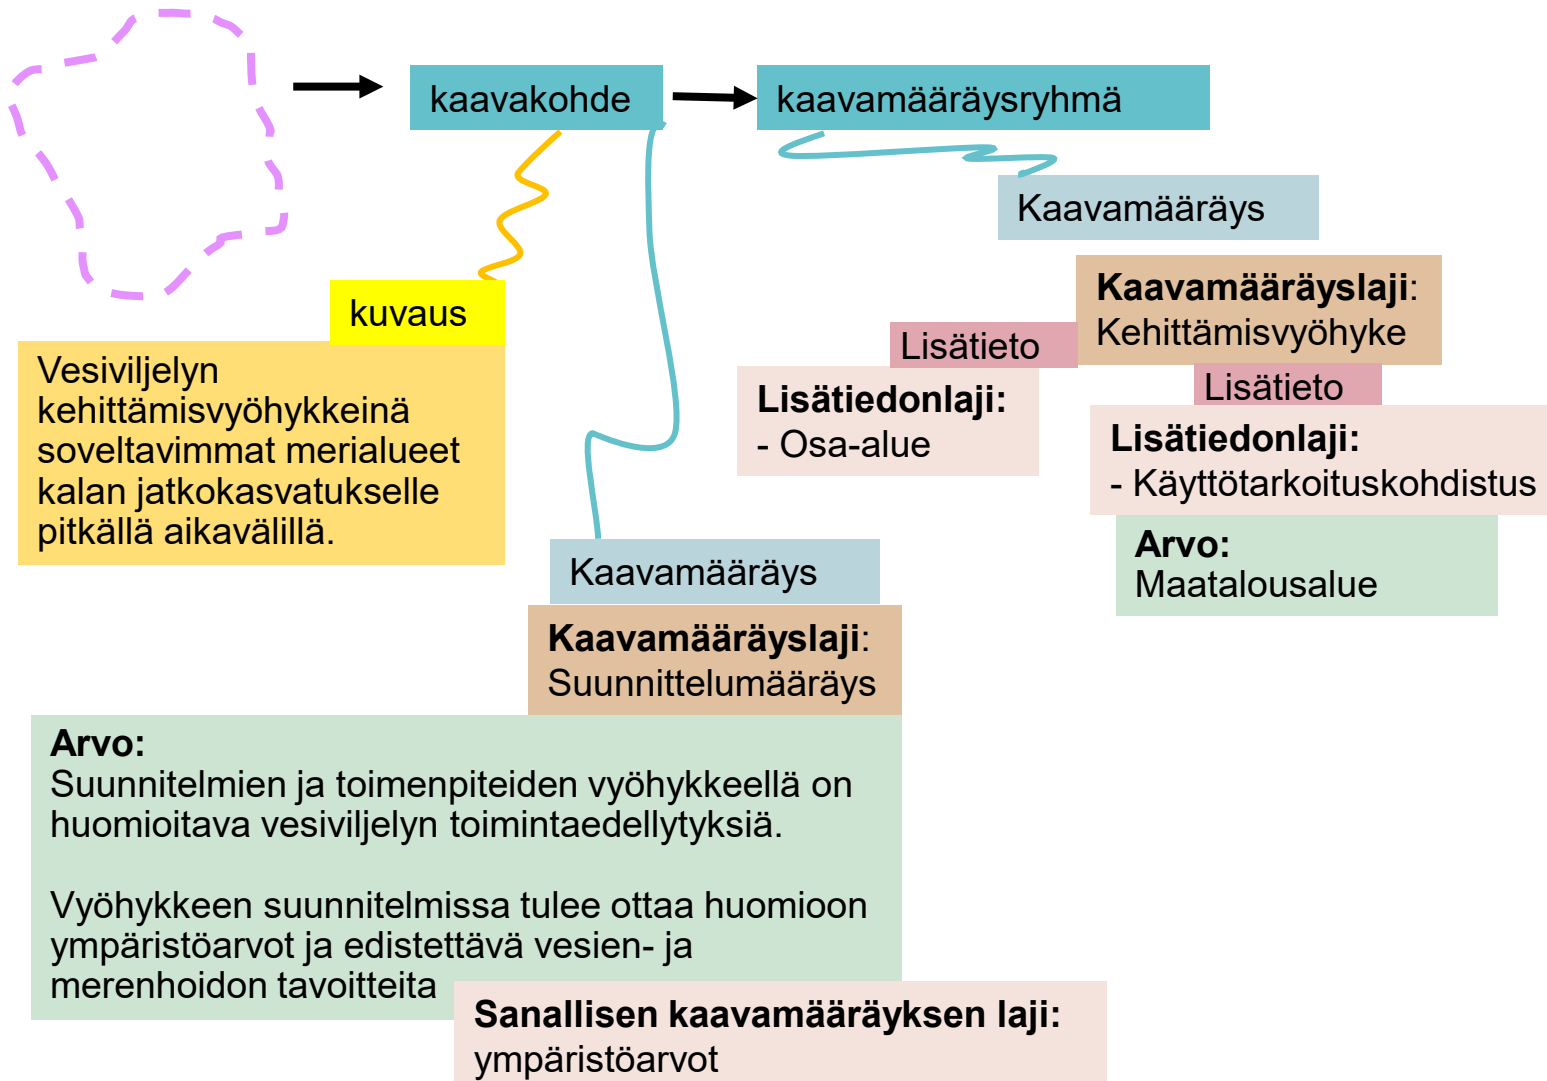 kaavakohde
kaavamääräysryhmä
Kaavamääräys
Kaavamääräyslaji:
Kehittämisvyöhyke
Lisätieto
Lisätiedonlaji:
- Osa-alue
Lisätieto
Lisätiedonlaji:
- Käyttötarkoituskohdistus
Arvo:
Maatalousalue
kuvaus
Vesiviljelyn
kehittämisvyöhykkeinä
soveltavimmat merialueet
kalan jatkokasvatukselle
pitkällä aikavälillä.
Kaavamääräys
Kaavamääräyslaji:
Suunnittelumääräys
Arvo:
Suunnitelmien ja toimenpiteiden vyöhykkeellä on
huomioitava vesiviljelyn toimintaedellytyksiä.
Vyöhykkeen suunnitelmissa tulee ottaa huomioon
ympäristöarvot ja edistettävä vesien- ja
merenhoidon tavoitteita
Sanallisen kaavamääräyksen laji:
ympäristöarvot